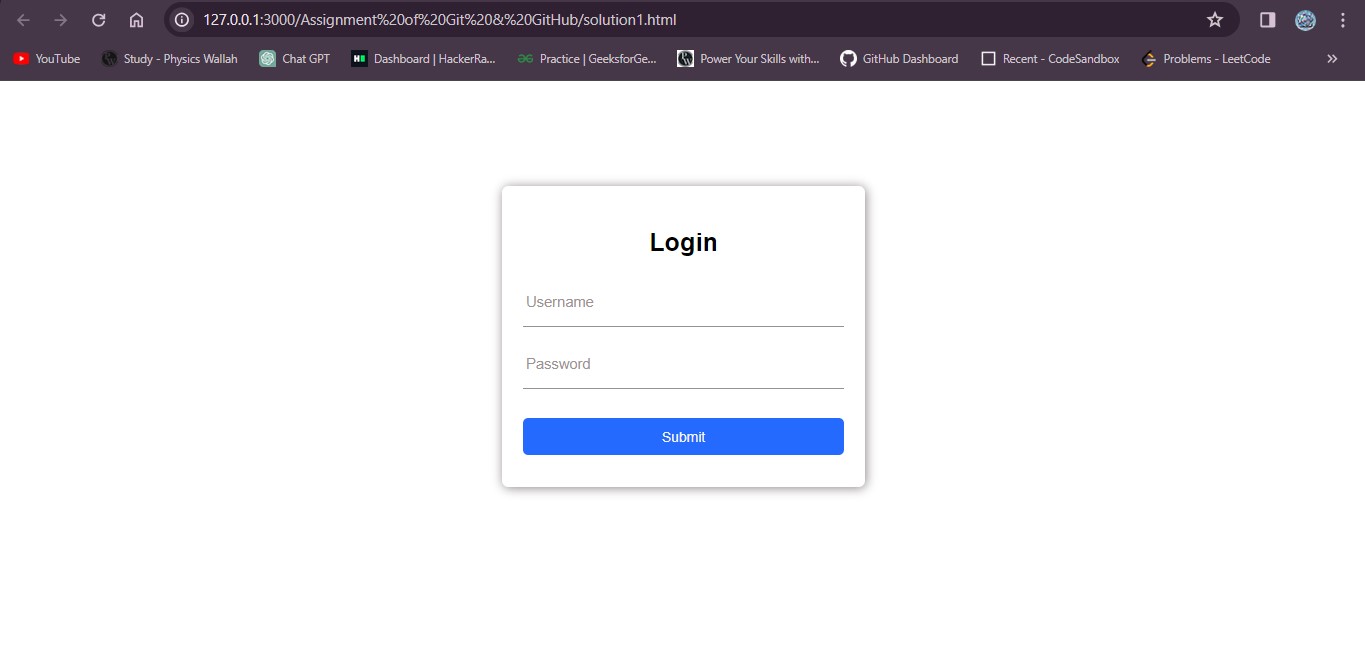 127.0.0.1:3000/Assignment%20of%20Git%20&%20GitHub/solution1.html
YouTube Study - Physics Wallah Chat GPT Dashboard | HackerRa... Practice | GeeksforGe... Power Your Skills with... GitHub Dashboard Recent - CodeSandbox Problems - LeetCode
Login
Username
Password
Submit